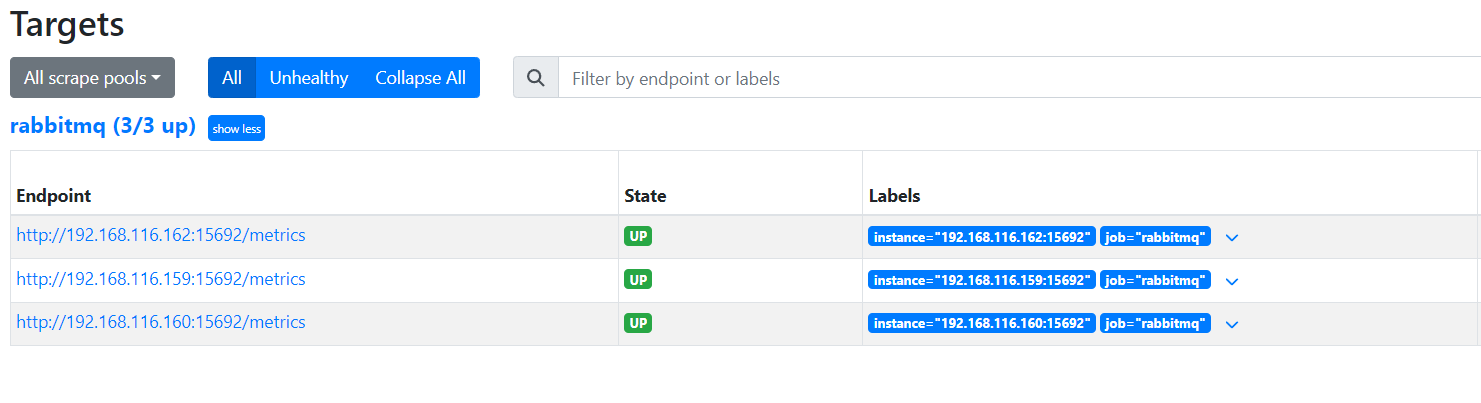 Targets
All scrape pools All Unhealthy Collapse All Filter by endpoint or labels
rabbitmq (3/3 up) show less
Endpoint State Labels
http://192.168.116.162:15692/metrics UP instance="192.168.116.162:15692" job="rabbitmq"
http://192.168.116.159:15692/metrics UP instance="192.168.116.159:15692" job="rabbitmq"
http://192.168.116.160:15692/metrics UP instance="192.168.116.160:15692" job="rabbitmq"